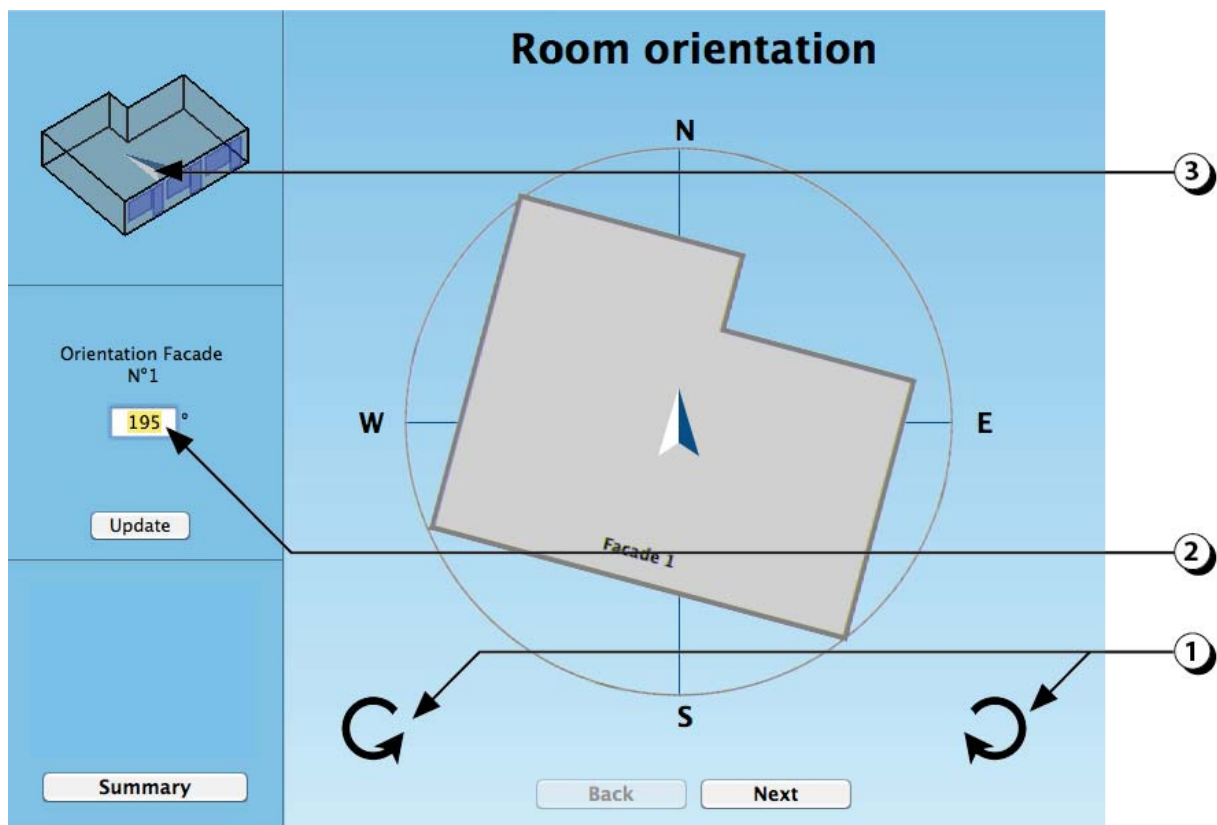 Room orientation
N
3
Orientation Facade
N°1
195 °
W
E
Update
Facade 1
2
1
S
Summary
Back
Next